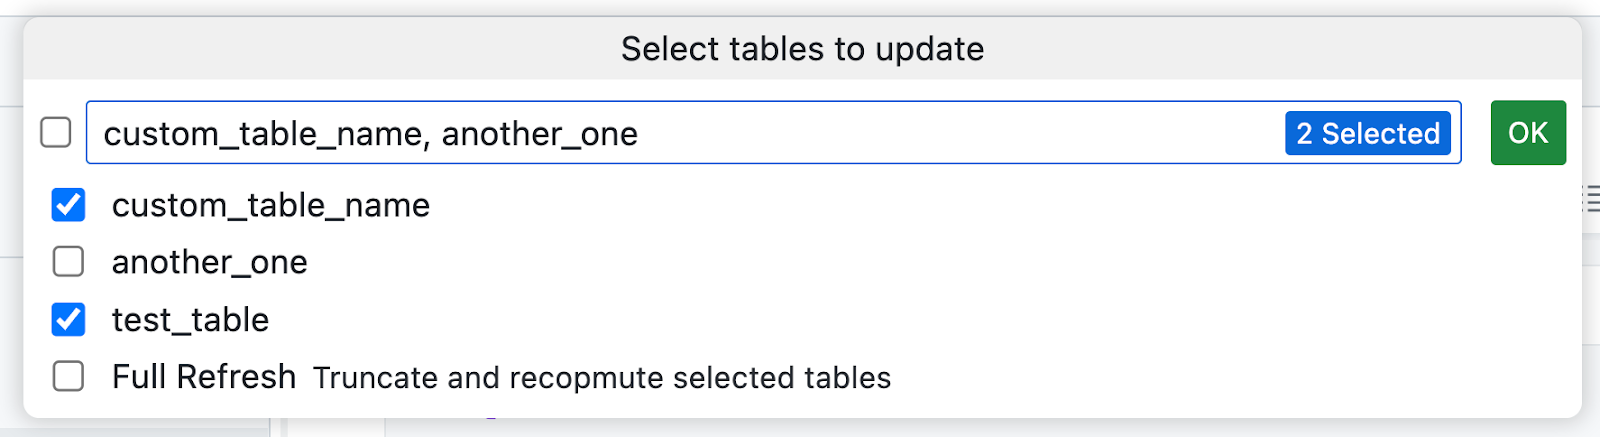 Select tables to update
custom_table_name, another_one 2 Selected OK
custom_table_name
another_one
test_table
Full Refresh Truncate and recopmute selected tables